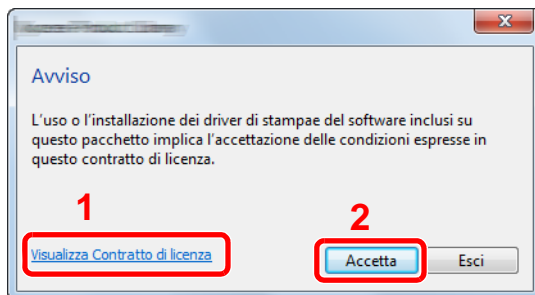 Avviso
L'uso o l'installazione dei driver di stampae del software inclusi su
questo pacchetto implica l'accettazione delle condizioni espresse in
questo contratto di licenza.
1
2
Visualizza Contratto di licenza
Accetta
Esci